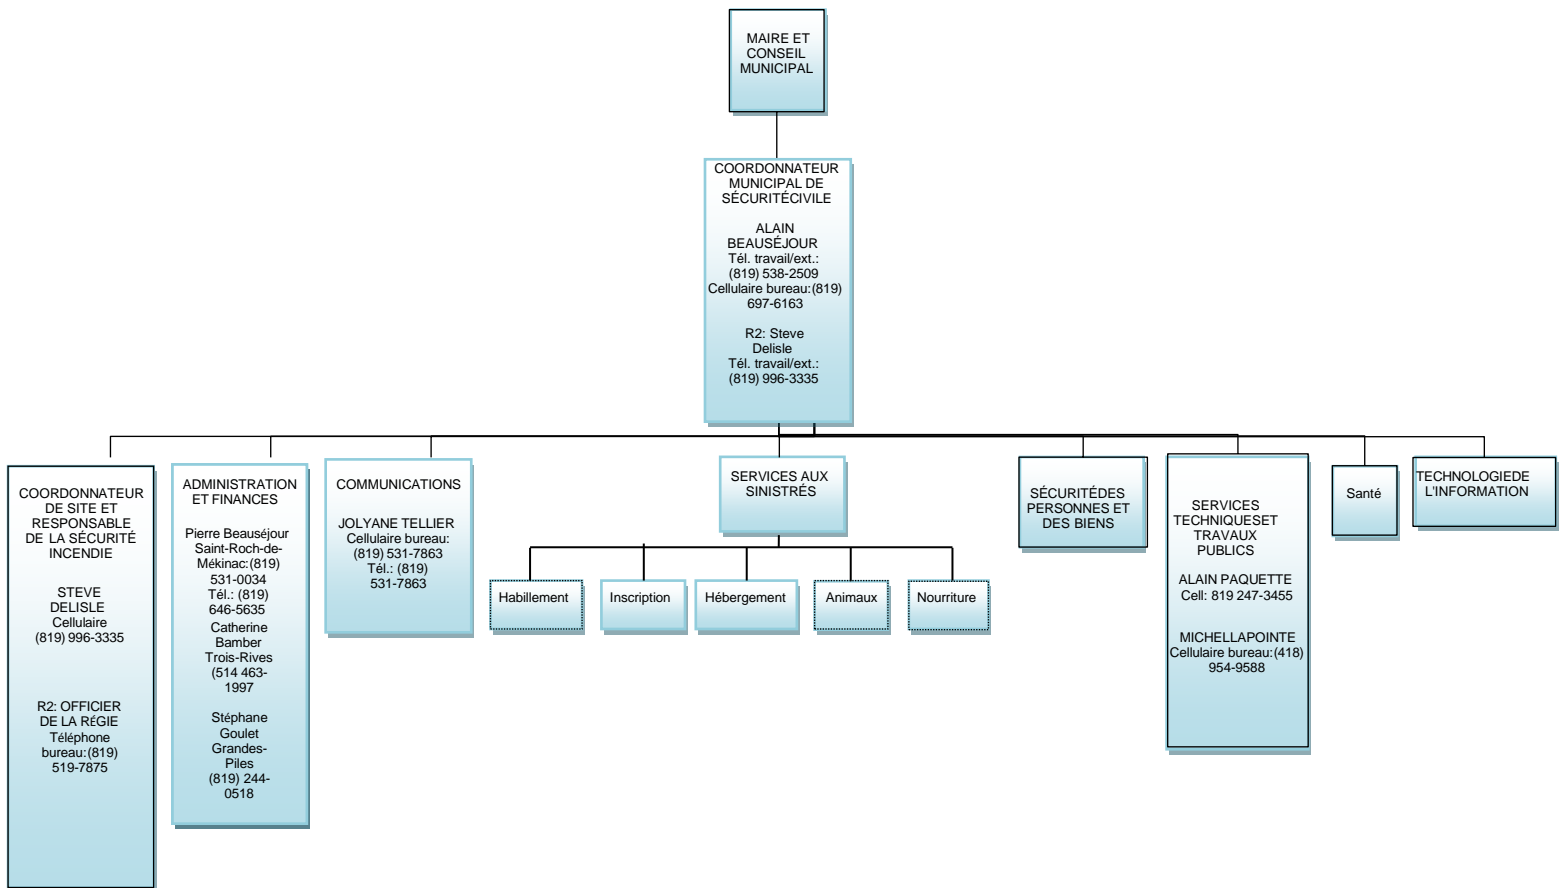 MAIRE ET
CONSEIL
MUNICIPAL
COORDONNATEUR
MUNICIPAL DE
SÉCURITÉCIVILE
ALAIN
BEAUSÉJOUR
Tél. travail/ext.:
(819) 538-2509
Cellulaire bureau:(819)
697-6163
R2: Steve
Delisle
Tél. travail/ext.:
(819) 996-3335
COORDONNATEUR
DE SITE ET
RESPONSABLE
DE LA SÉCURITÉ
INCENDIE
STEVE
DELISLE
Cellulaire
(819) 996-3335
R2: OFFICIER
DE LA RÉGIE
Téléphone
bureau:(819)
519-7875
ADMINISTRATION
ET FINANCES
Pierre Beauséjour
Saint-Roch-de-
Mékinac:(819)
531-0034
Tél.: (819)
646-5635
Catherine
Bamber
Trois-Rives
(514 463-
1997
Stéphane
Goulet
Grandes-
Piles
(819) 244-
0518
COMMUNICATIONS
JOLYANE TELLIER
Cellulaire bureau:
(819) 531-7863
Tél.: (819)
531-7863
SERVICES AUX
SINISTRÉS
Habillement
Inscription
Hébergement
Animaux
Nourriture
SÉCURITÉDES
PERSONNES ET
DES BIENS
SERVICES
TECHNIQUESET
TRAVAUX
PUBLICS
ALAIN PAQUETTE
Cell: 819 247-3455
MICHELLAPOINTE
Cellulaire bureau:(418)
954-9588
Santé
TECHNOLOGIEDE
L'INFORMATION